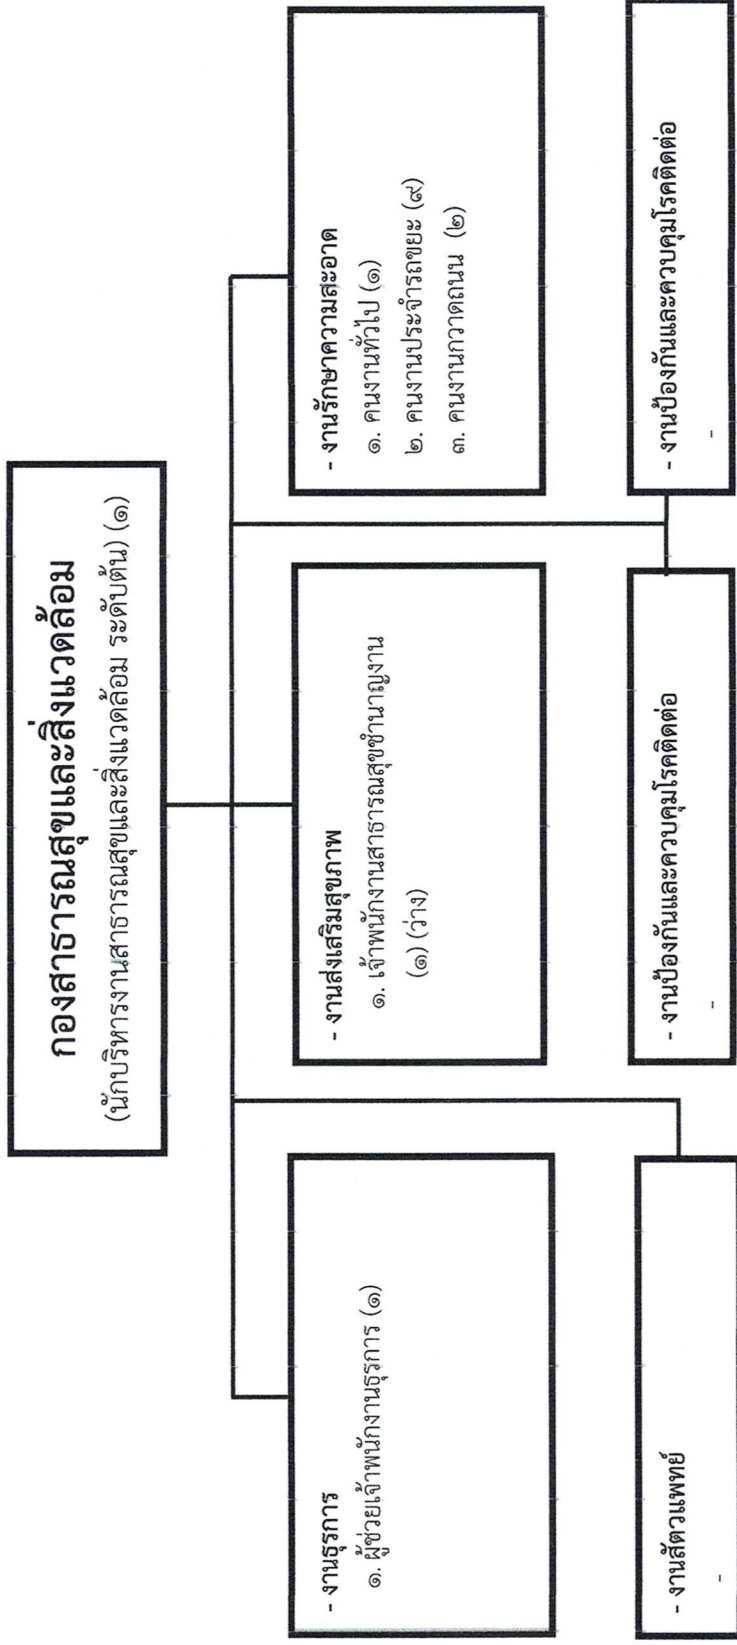 กองสาธารณสุขและสิ่งแวดล้อม
(นักบริหารงานสาธารณสุขและสิ่งแวดล้อม ระดับต้น) (๑)
- งานธุรการ
๑. ผู้ช่วยเจ้าพนักงานธุรการ (๑)
- งานส่งเสริมสุขภาพ
๑. เจ้าพนักงานสาธารณสุขชำนาญงาน
(๑) (ว่าง)
- งานรักษาความสะอาด
๑. คนงานทั่วไป (๑)
๒. คนงานประจำรถขยะ (๙)
๓. คนงานกวาดถนน (๒)
- งานสัตวแพทย์
-
- งานป้องกันและควบคุมโรคติดต่อ
-
- งานป้องกันและควบคุมโรคติดต่อ
-